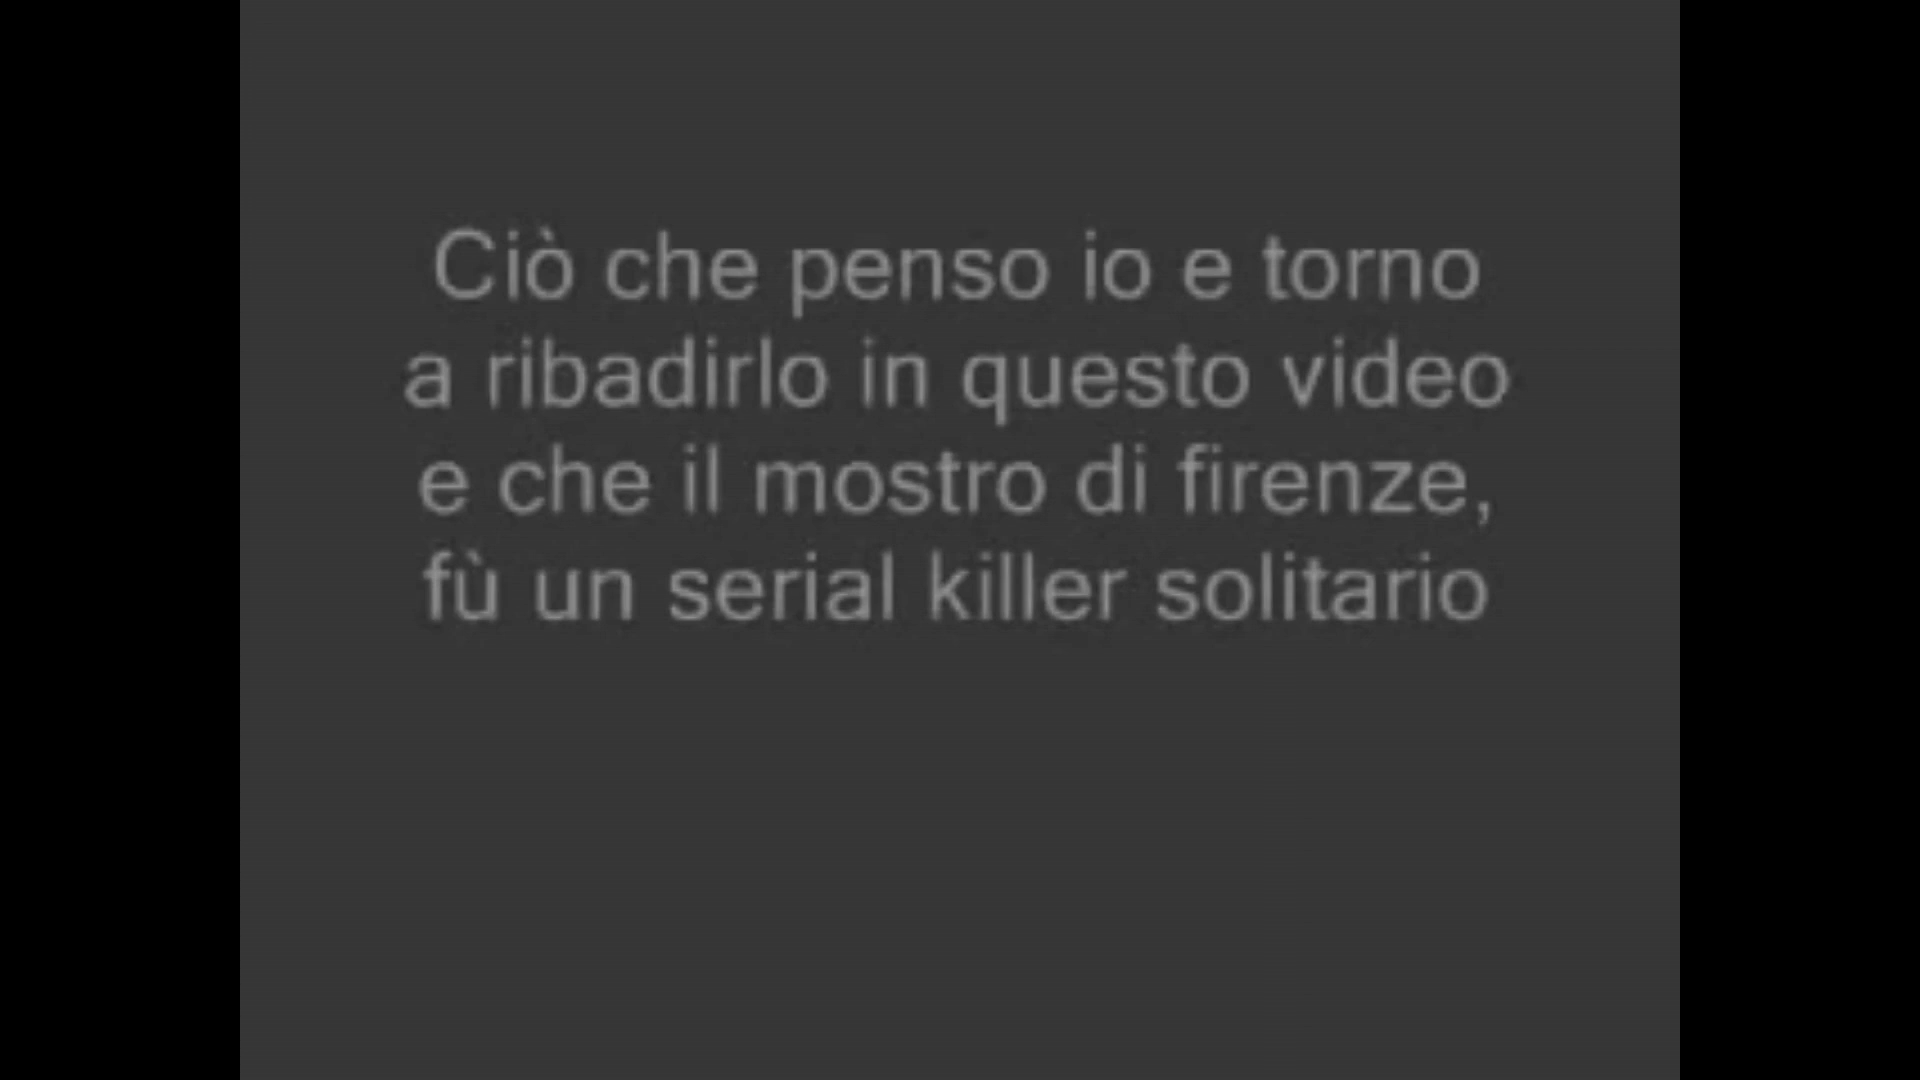 Ciò che penso io e torno
a ribadirlo in questo video
e che il mostro di firenze,
fù un serial killer solitario